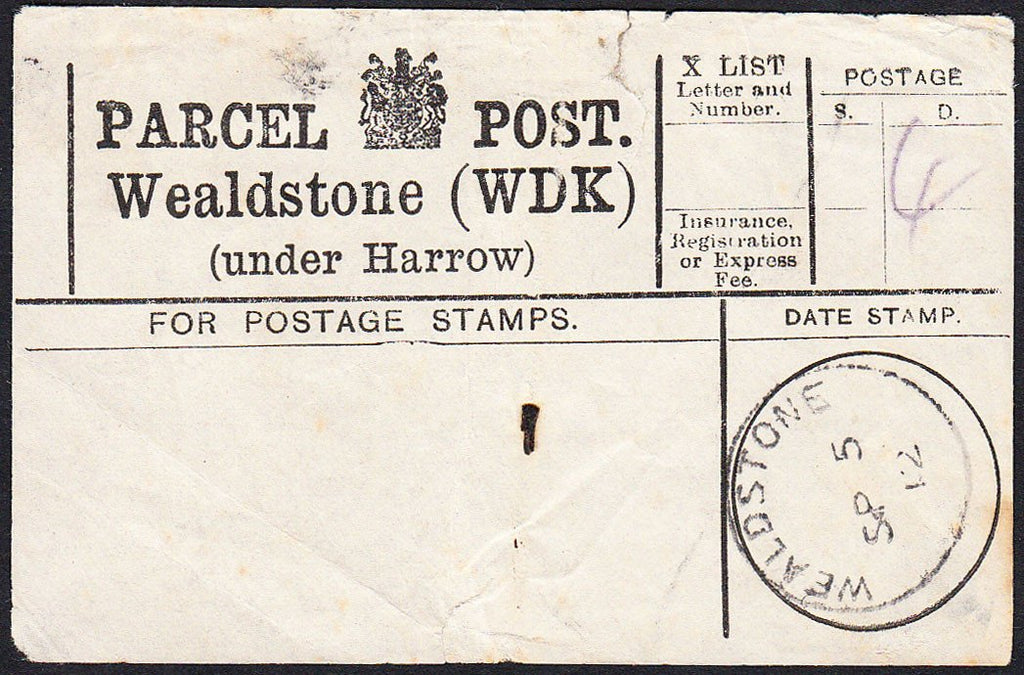 PARCEL POST.
Wealdstone (WDK)
(under Harrow)
X LIST
Letter and
Number.
Insurance,
Registration
or Express
Fee.
POSTAGE
S. D.
4
FOR POSTAGE STAMPS.
DATE STAMP.
WEALDSTONE
SP 5
12